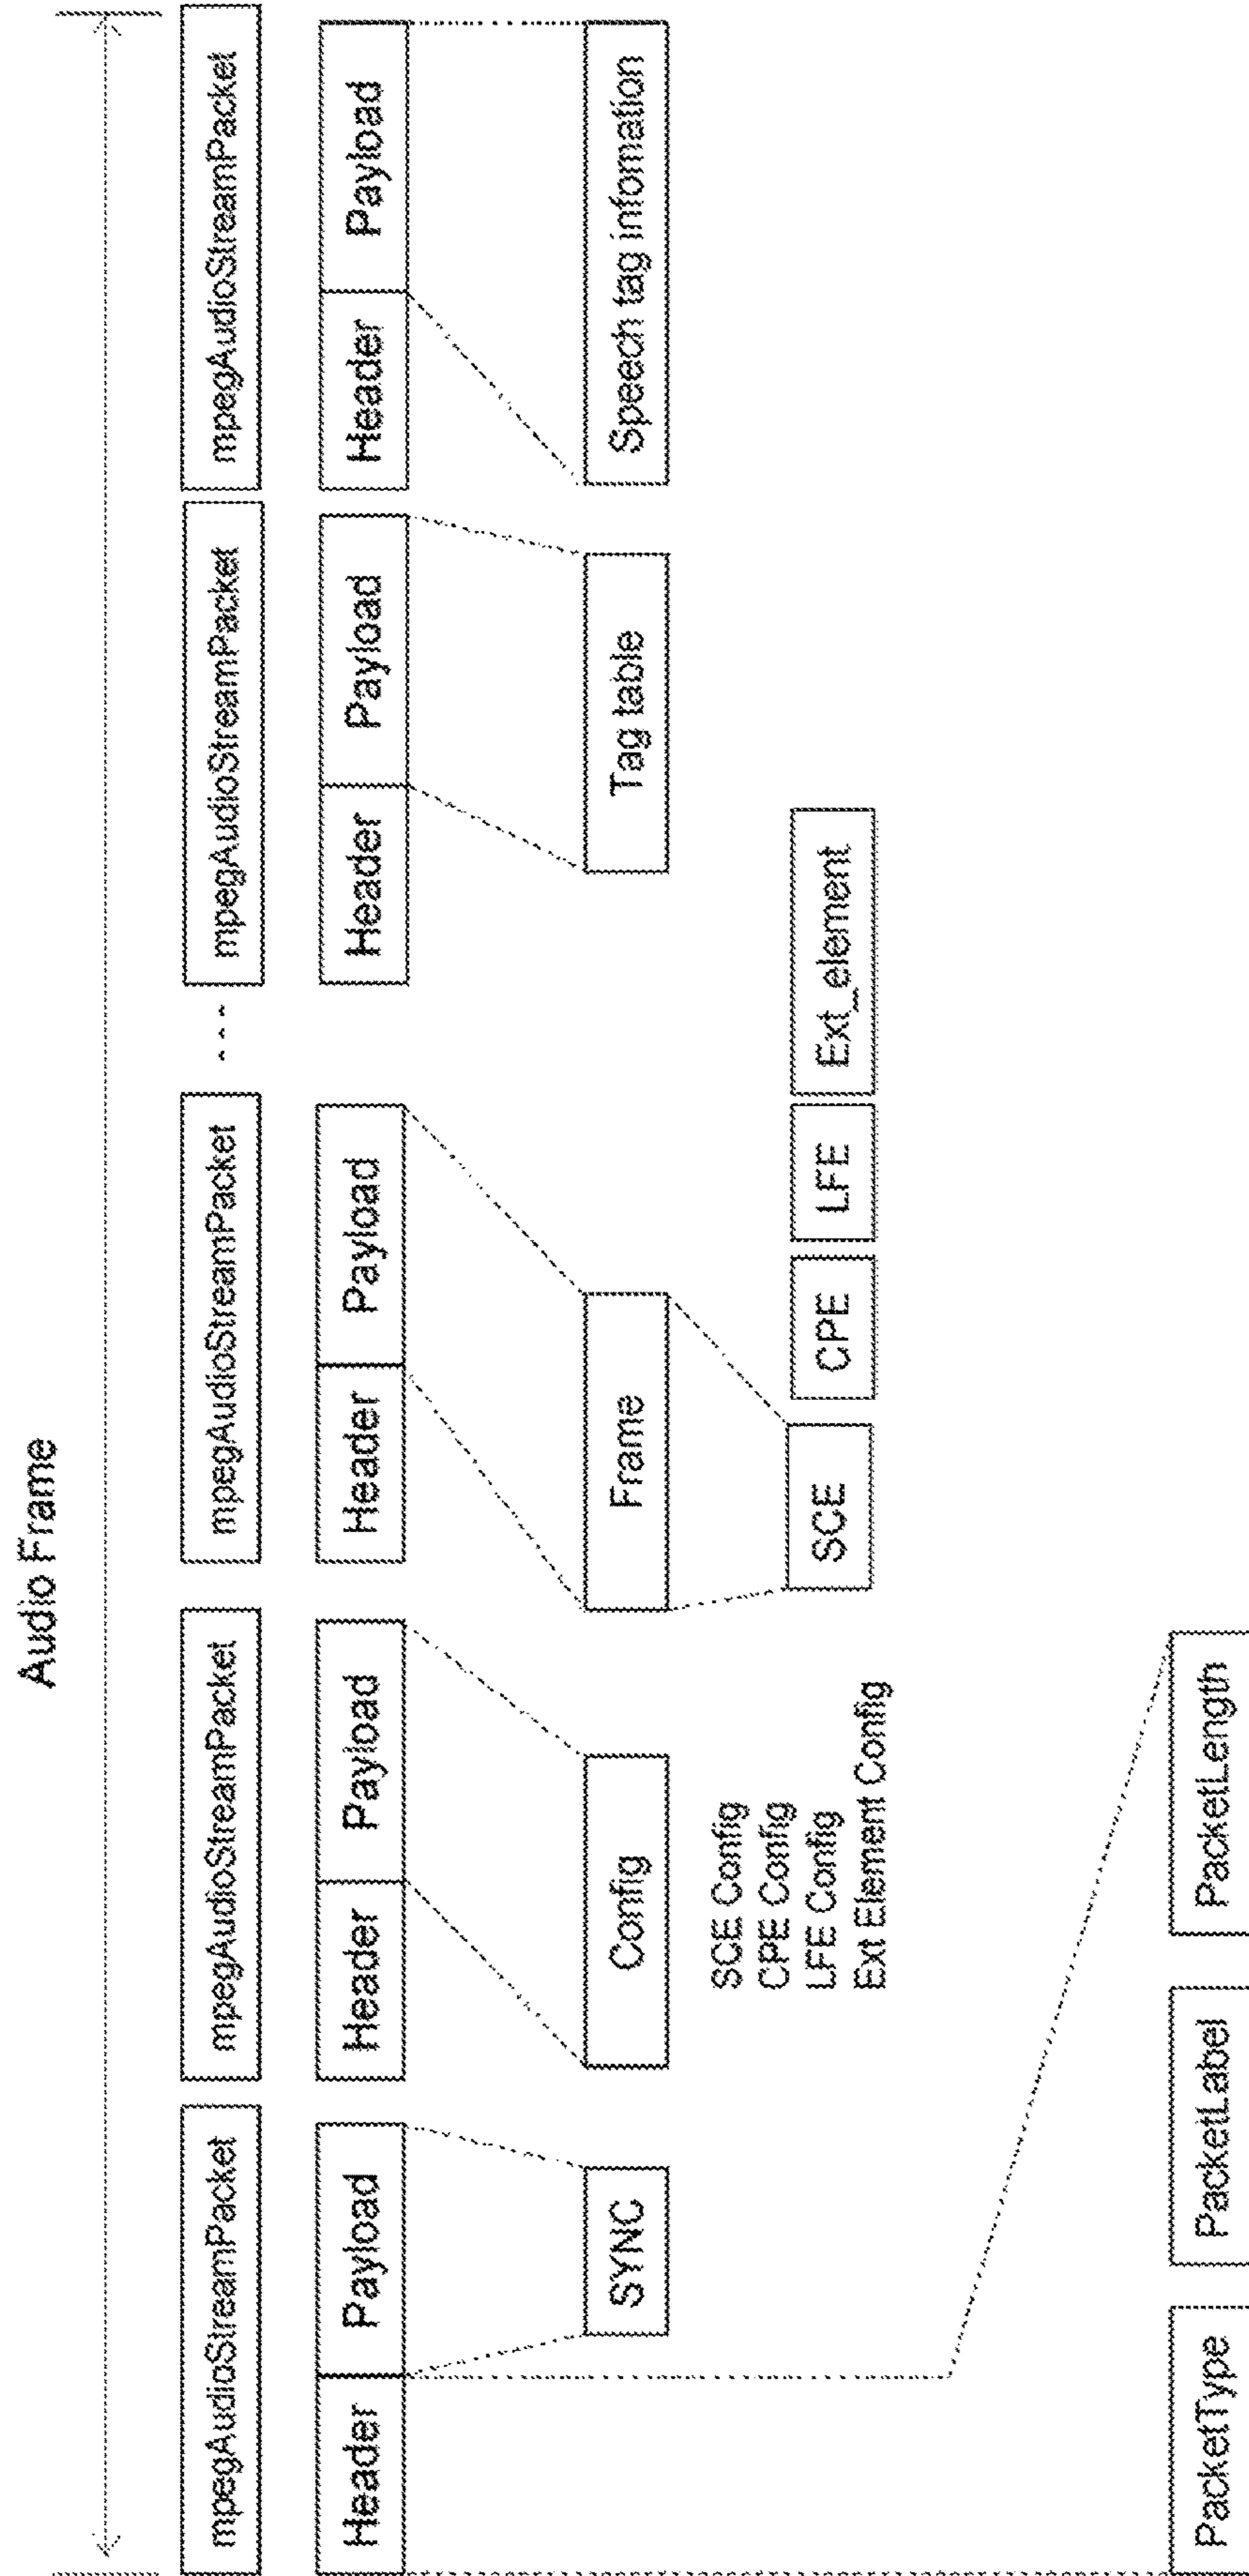 Audio Frame
mpegAudioStreamPacket mpegAudioStreamPacket mpegAudioStreamPacket ... mpegAudioStreamPacket mpegAudioStreamPacket
Header Payload Header Payload Header Payload Header Payload Header Payload
SYNC Config Frame Tag table Speech tag infomation
SCE Config
CPE Config
LFE Config
Ext Element Config
SCE CPE LFE Ext_element
PacketType PacketLabel PacketLength